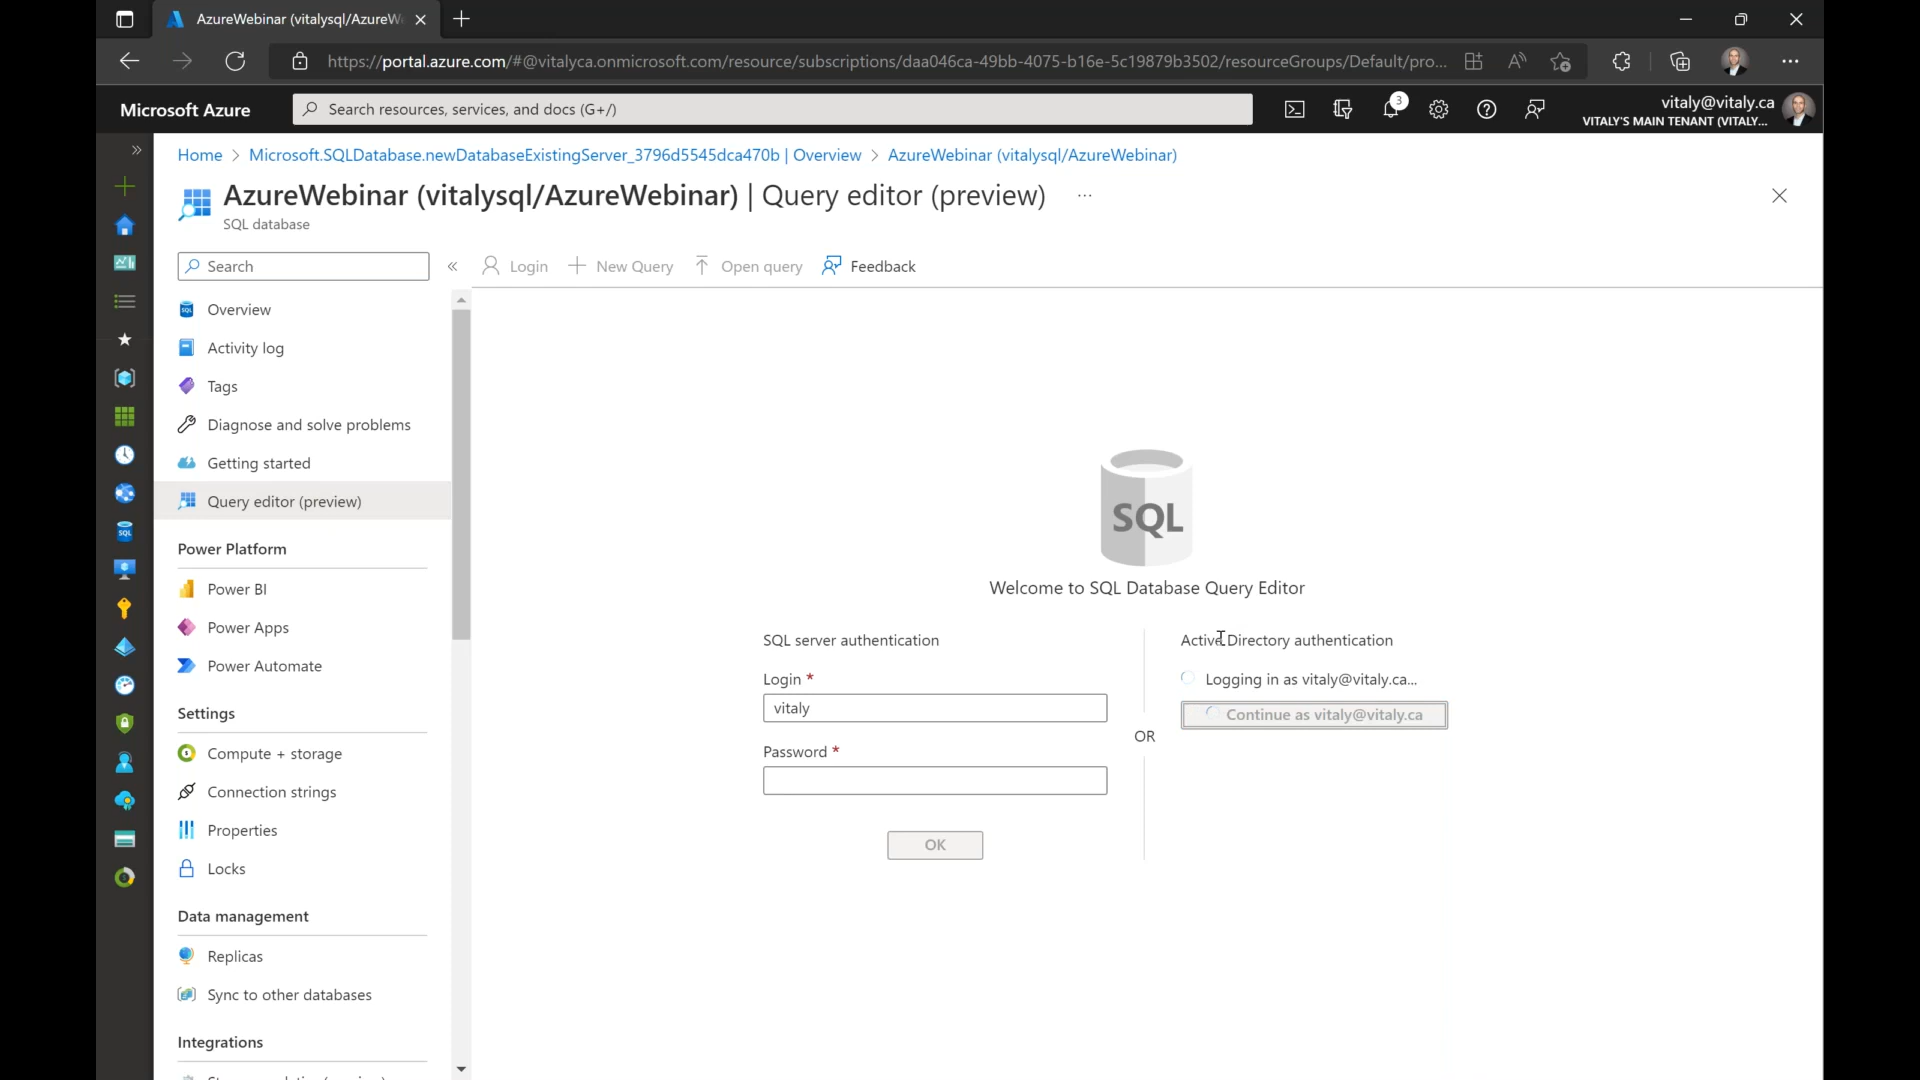 AzureWebinar (vitalysql/AzureW
https://portal.azure.com/#@vitalyca.onmicrosoft.com/resource/subscriptions/daa046ca-49bb-4075-b16e-5c19879b3502/resourceGroups/Default/pro...
Microsoft Azure
Search resources, services, and docs (G+/)
3
vitaly@vitaly.ca
VITALY'S MAIN TENANT (VITALY...
Home > Microsoft.SQLDatabase.newDatabaseExistingServer_3796d5545dca470b | Overview > AzureWebinar (vitalysql/AzureWebinar)
AzureWebinar (vitalysql/AzureWebinar) | Query editor (preview) ...
SQL database
Search
Login
New Query
Open query
Feedback
Overview
Activity log
Tags
Diagnose and solve problems
Getting started
Query editor (preview)
Power Platform
Power BI
Power Apps
Power Automate
Settings
Compute + storage
Connection strings
Properties
Locks
Data management
Replicas
Sync to other databases
Integrations
SQL
Welcome to SQL Database Query Editor
SQL server authentication
Login *
vitaly
Password *
OK
OR
Active Directory authentication
Logging in as vitaly@vitaly.ca...
Continue as vitaly@vitaly.ca